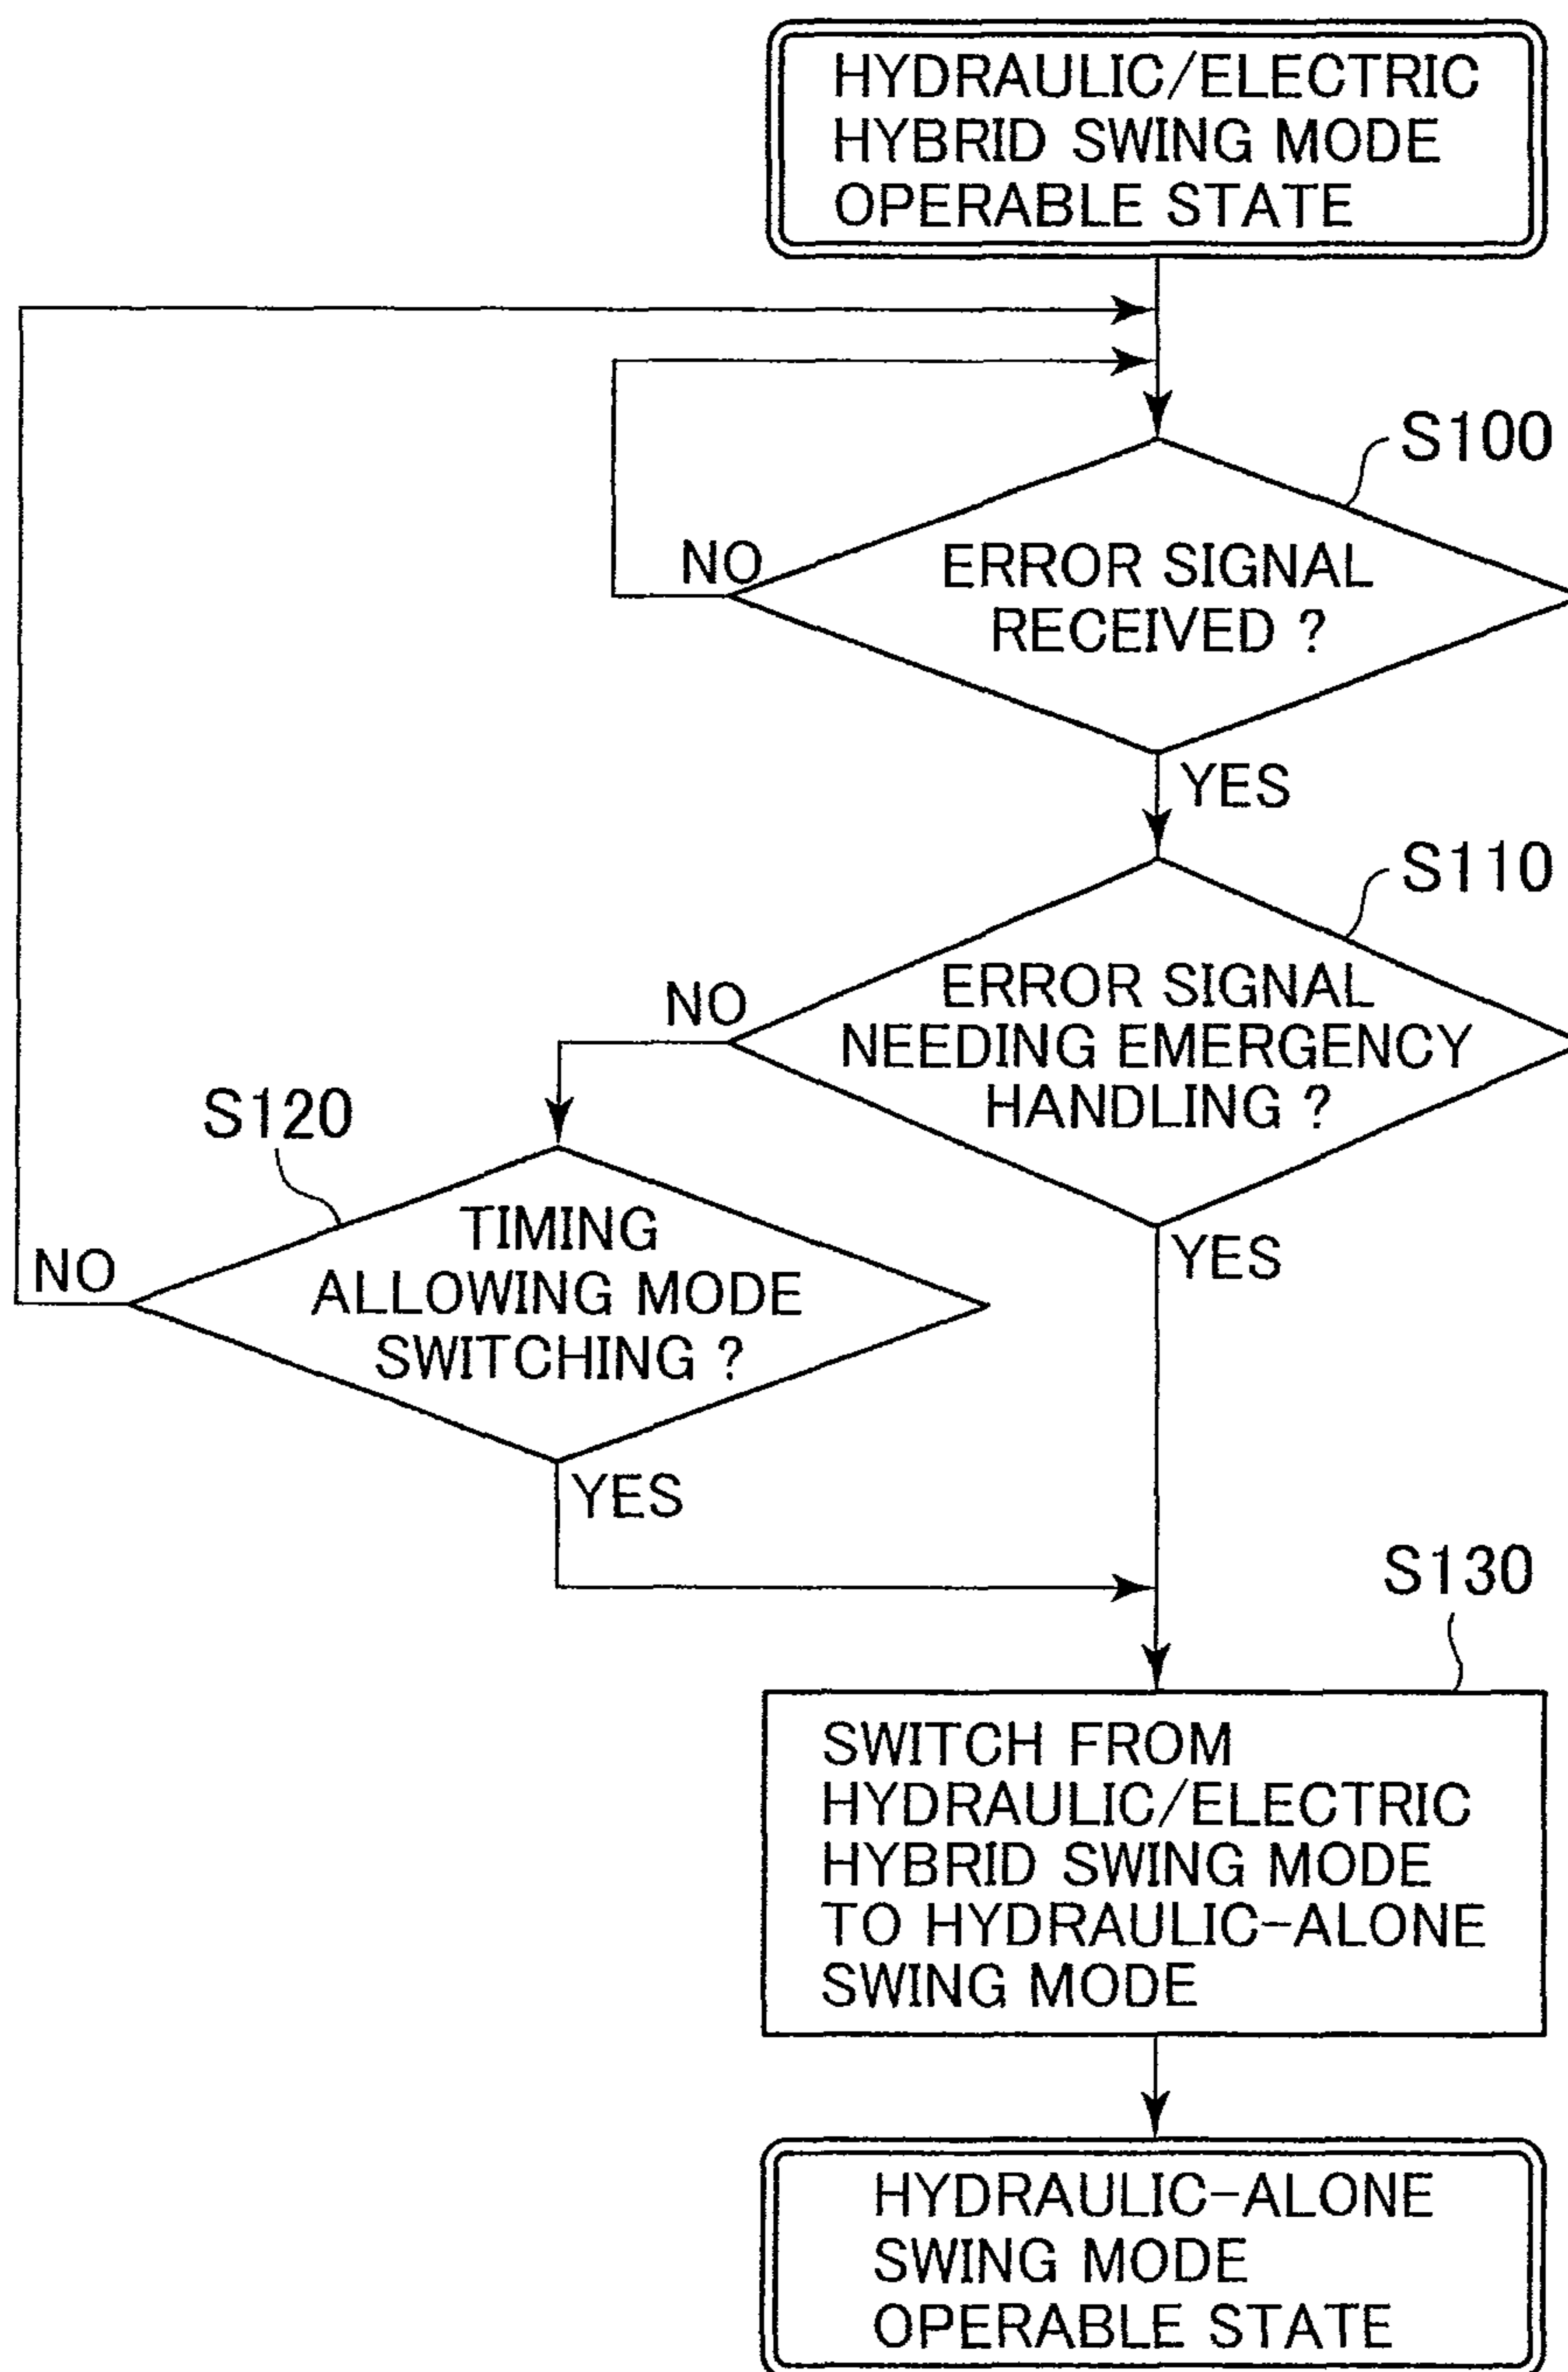 HYDRAULIC/ELECTRIC
HYBRID SWING MODE
OPERABLE STATE
S100
NO
ERROR SIGNAL
RECEIVED ?
YES
S110
NO
ERROR SIGNAL
NEEDING EMERGENCY
HANDLING ?
S120
YES
TIMING
ALLOWING MODE
SWITCHING ?
NO
YES
S130
SWITCH FROM
HYDRAULIC/ELECTRIC
HYBRID SWING MODE
TO HYDRAULIC-ALONE
SWING MODE
HYDRAULIC-ALONE
SWING MODE
OPERABLE STATE